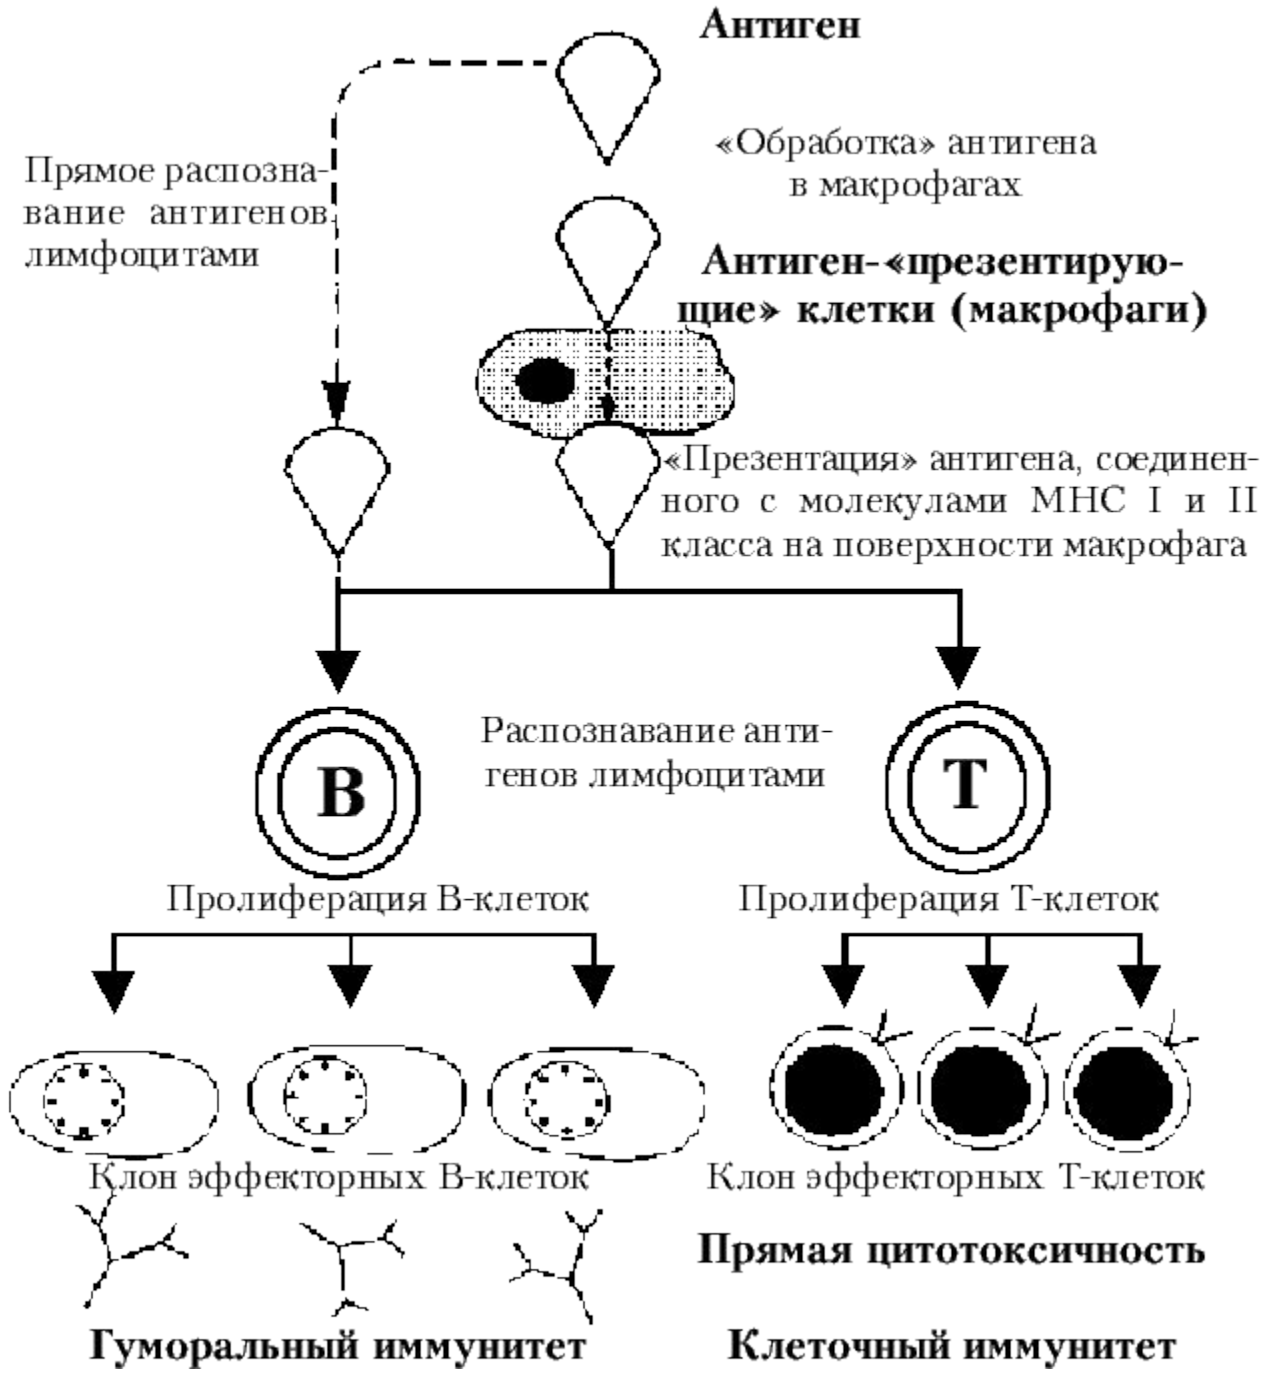 Антиген
«Обработка» антигена
в макрофагах
Прямое распозна-
вание антигенов
лимфоцитами
Антиген-«презентирую-
щие» клетки (макрофаги)
«Презентация» антигена, соединен-
ного с молекулами МНС I и II
класса на поверхности макрофага
Распознавание анти-
генов лимфоцитами
В
Т
Пролиферация В-клеток
Пролиферация Т-клеток
Клон эффекторных В-клеток
Клон эффекторных Т-клеток
Прямая цитотоксичность
Гуморальный иммунитет
Клеточный иммунитет